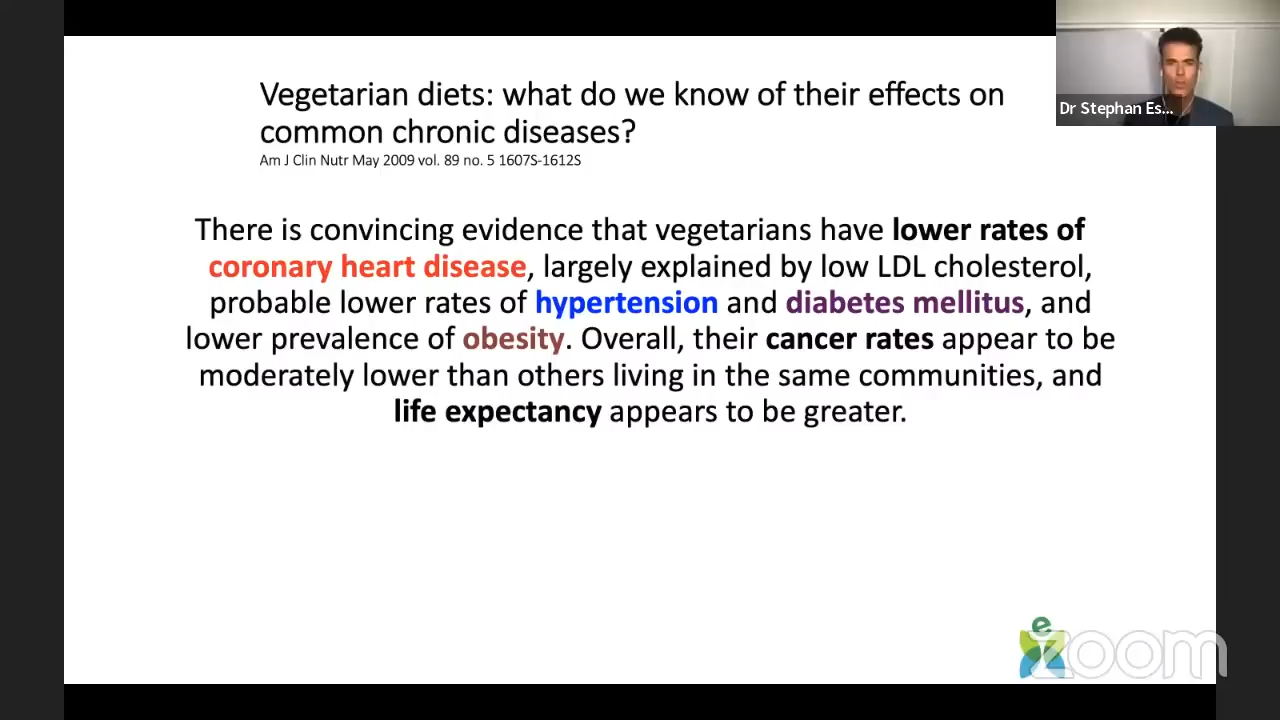 Vegetarian diets: what do we know of their effects on
common chronic diseases?
Am J Clin Nutr May 2009 vol. 89 no. 5 1607S-1612S
Dr Stephan Es...
There is convincing evidence that vegetarians have lower rates of
coronary heart disease, largely explained by low LDL cholesterol,
probable lower rates of hypertension and diabetes mellitus, and
lower prevalence of obesity. Overall, their cancer rates appear to be
moderately lower than others living in the same communities, and
life expectancy appears to be greater.
e
zoom